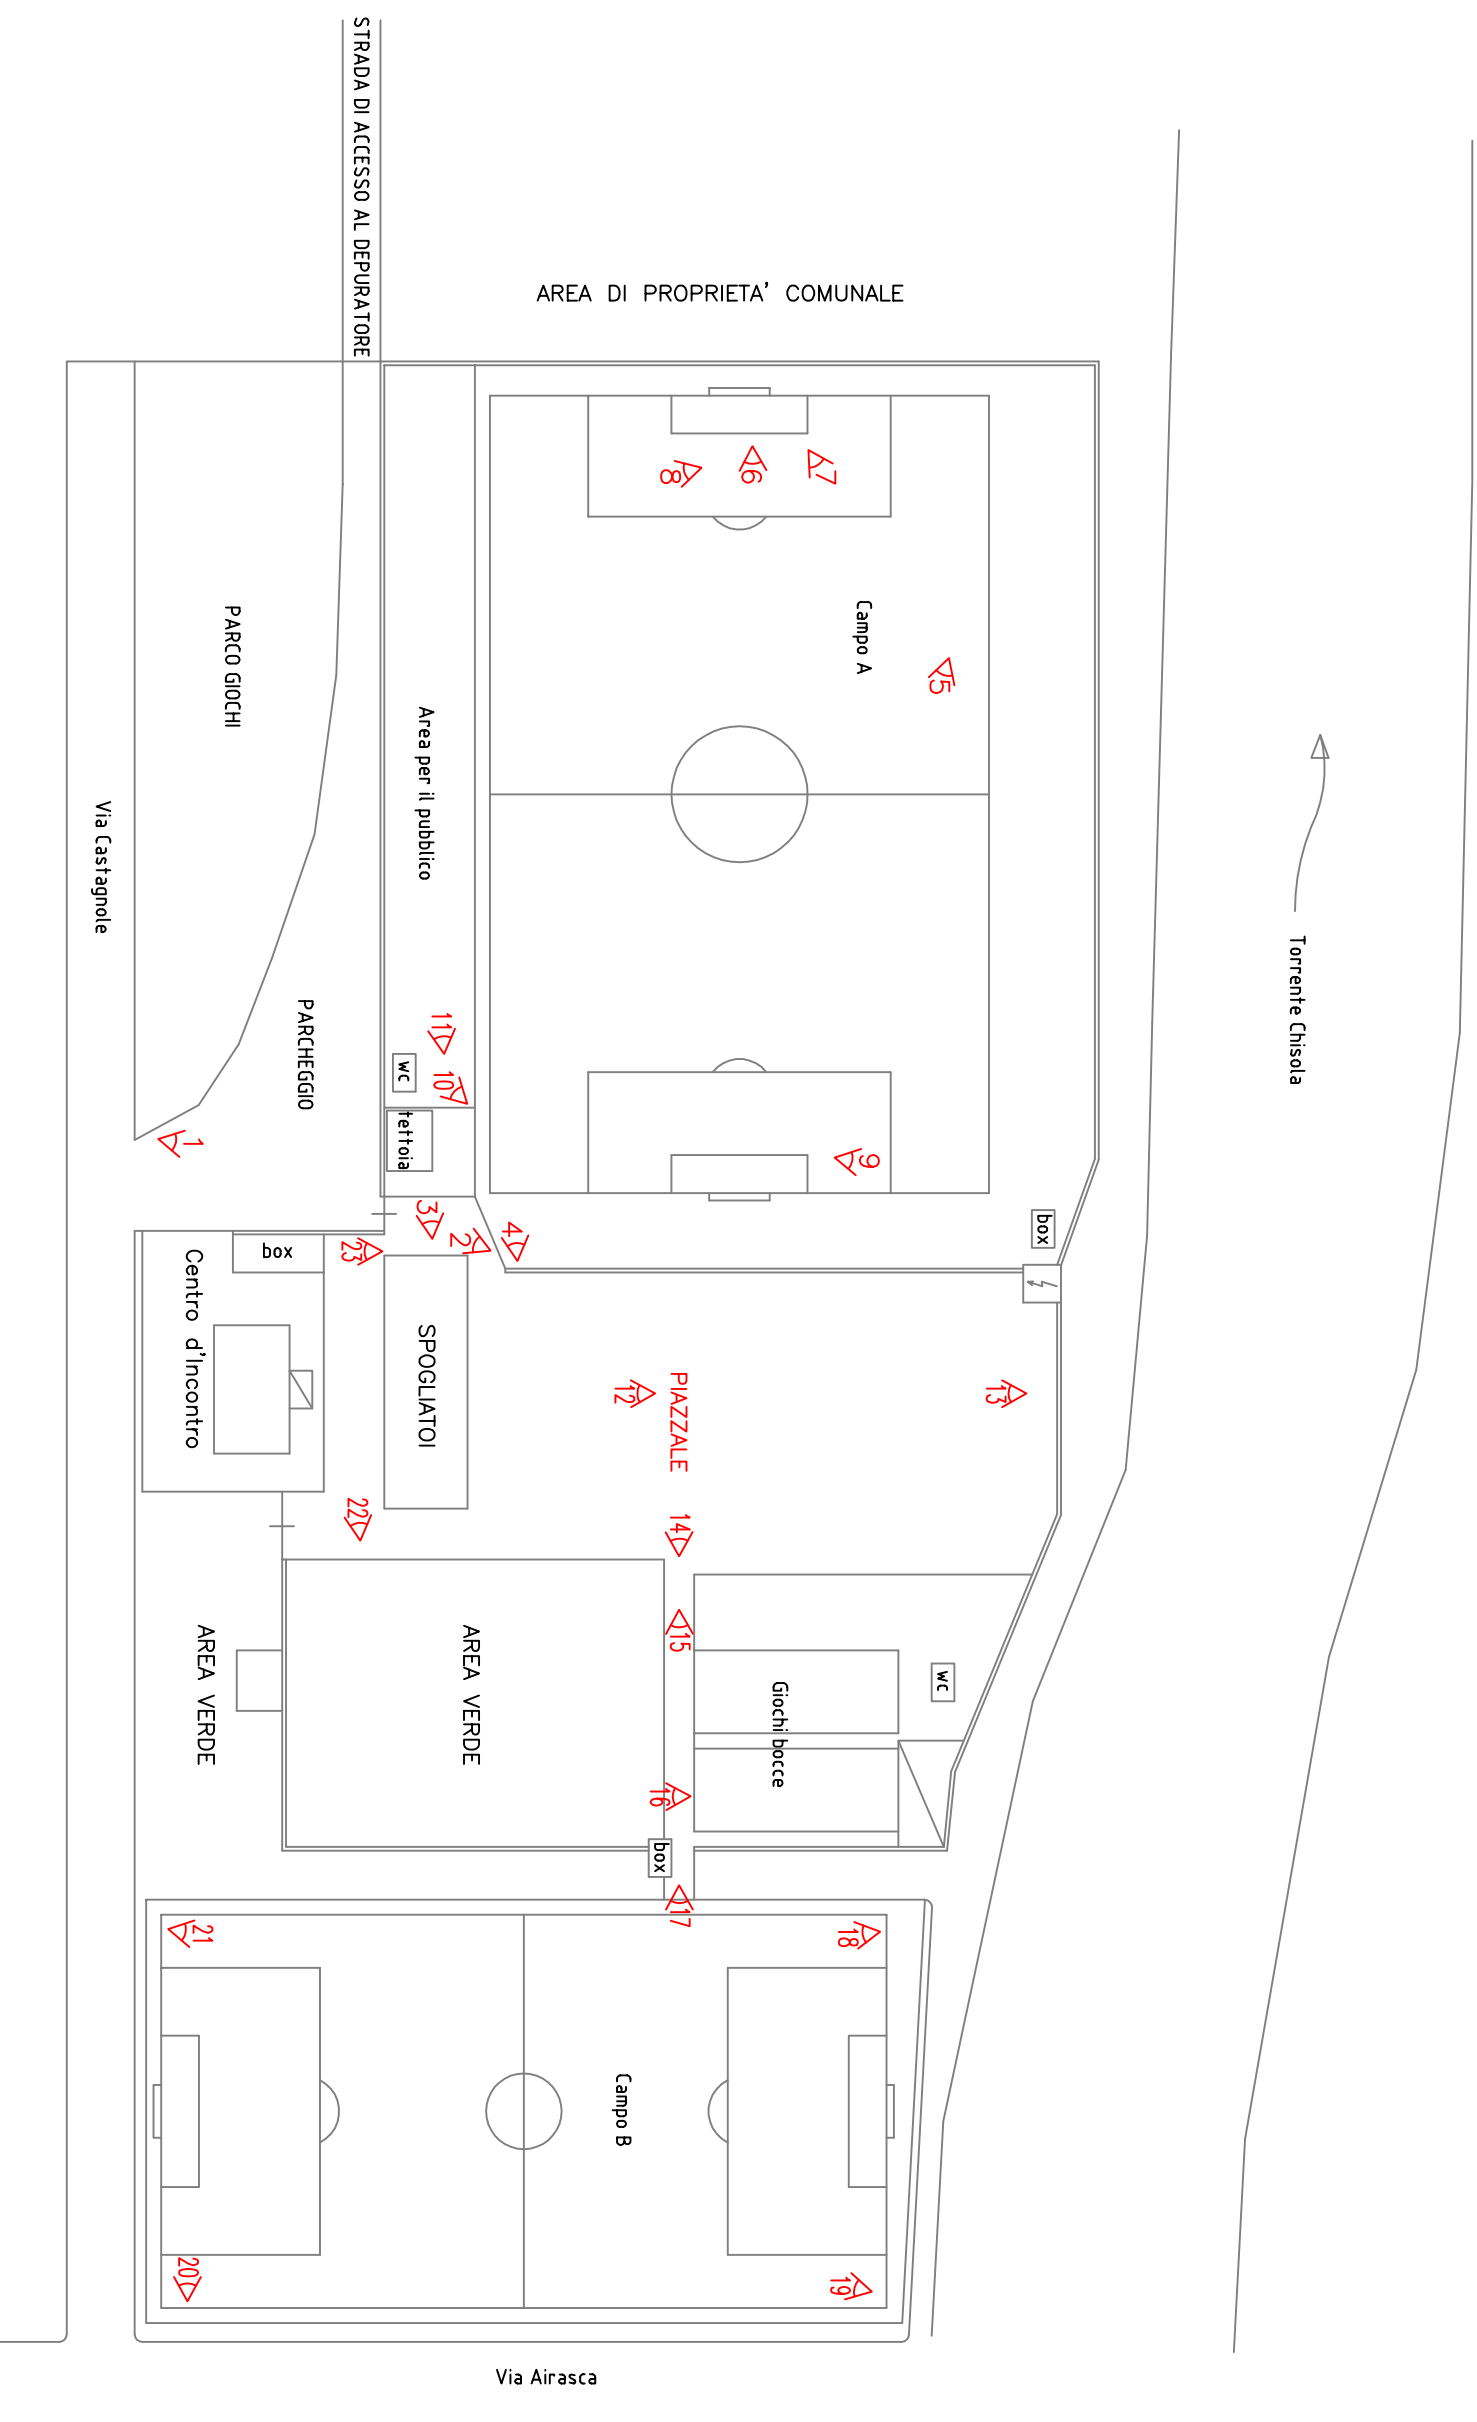 STRADA DI ACCESSO AL DEPURATORE
AREA DI PROPRIETA' COMUNALE
8
6
7
Campo A
5
PARCO GIOCHI
Area per il pubblico
Via Castagnole
Torrente Chisola
PARCHEGGIO
11
wc
10
tettoia
1
9
3
2
4
box
23
box
Centro d'Incontro
SPOGLIATOI
12
PIAZZALE
13
22
14
15
AREA VERDE
AREA VERDE
Giochi bocce
wc
16
box
17
21
18
Campo B
20
19
Via Airasca